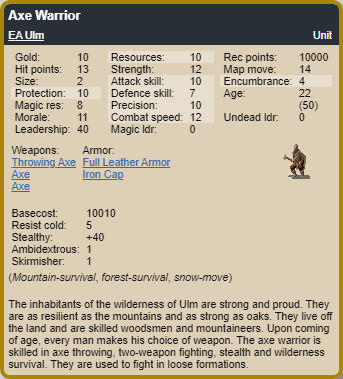 Axe Warrior
EA Ulm Unit
Gold: 10 Resources: 10 Rec points: 10000
Hit points: 13 Strength: 12 Map move: 14
Size: 2 Attack skill: 10 Encumbrance: 4
Protection: 10 Defence skill: 7 Age: 22
Magic res: 8 Precision: 10 (50)
Morale: 11 Combat speed: 12 Undead ldr: 0
Leadership: 40 Magic ldr: 0
Weapons: Armor:
Throwing Axe Full Leather Armor
Axe Iron Cap
Axe
Basecost: 10010
Resist cold: 5
Stealthy: +40
Ambidextrous: 1
Skirmisher: 1
(Mountain-survival, forest-survival, snow-move)
The inhabitants of the wilderness of Ulm are strong and proud. They
are as resilient as the mountains and as strong as oaks. They live off
the land and are skilled woodsmen and mountaineers. Upon coming
of age, every man makes his choice of weapon. The axe warrior is
skilled in axe throwing, two-weapon fighting, stealth and wilderness
survival. They are used to fight in loose formations.